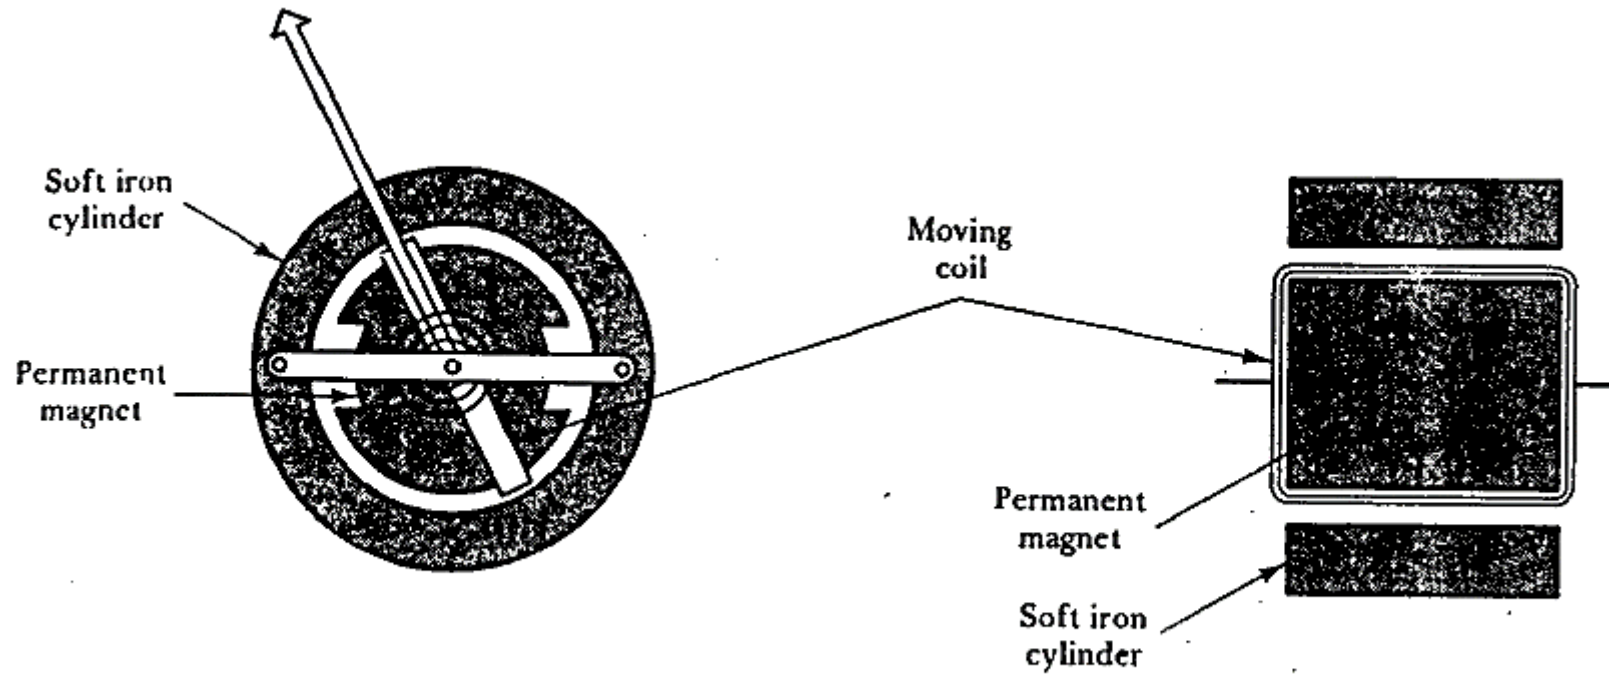 Soft iron
cylinder
Permanent
magnet
Moving
coil
Permanent
magnet
Soft iron
cylinder